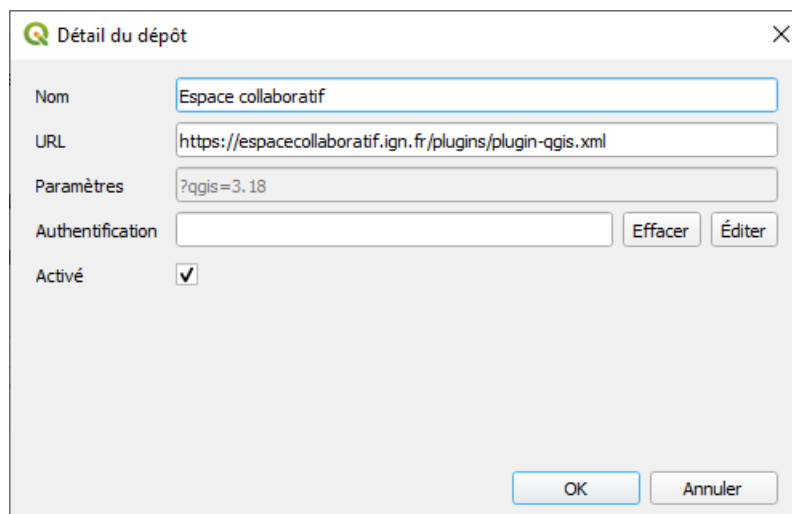 Détail du dépôt
Nom Espace collaboratif
URL https://espacecollaboratif.ign.fr/plugins/plugin-qgis.xml
Paramètres ?qgis=3.18
Authentification Effacer Éditer
Activé
OK Annuler